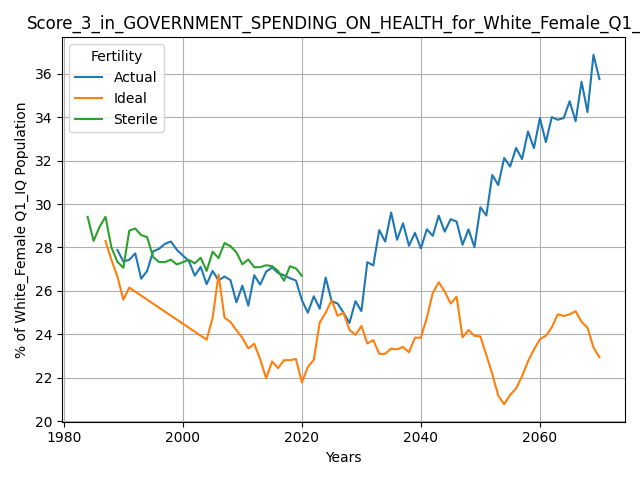 Score_3_in_GOVERNMENT_SPENDING_ON_HEALTH_for_White_Female_Q1_
Fertility
Actual
Ideal
Sterile
% of White_Female Q1_IQ Population
36
34
32
30
28
26
24
22
20
1980
2000
2020
2040
2060
Years